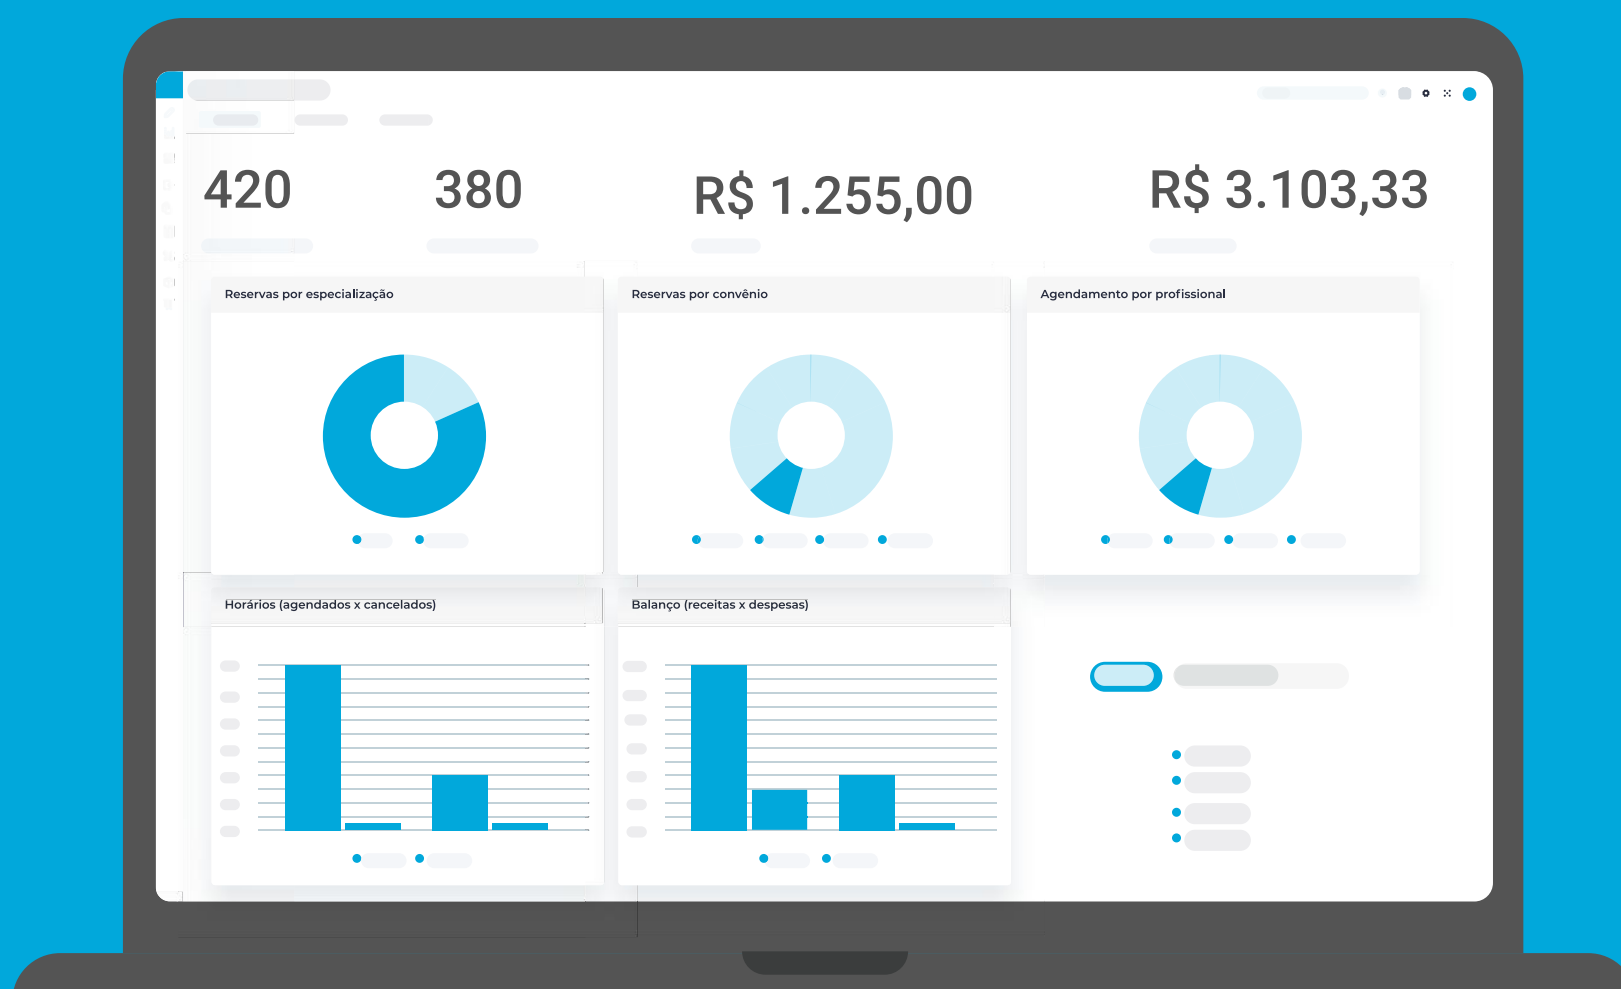 420
380
R$ 1.255,00
R$ 3.103,33
Reservas por especialização
Reservas por convênio
Agendamento por profissional
Horários (agendados x cancelados)
Balanço (receitas x despesas)